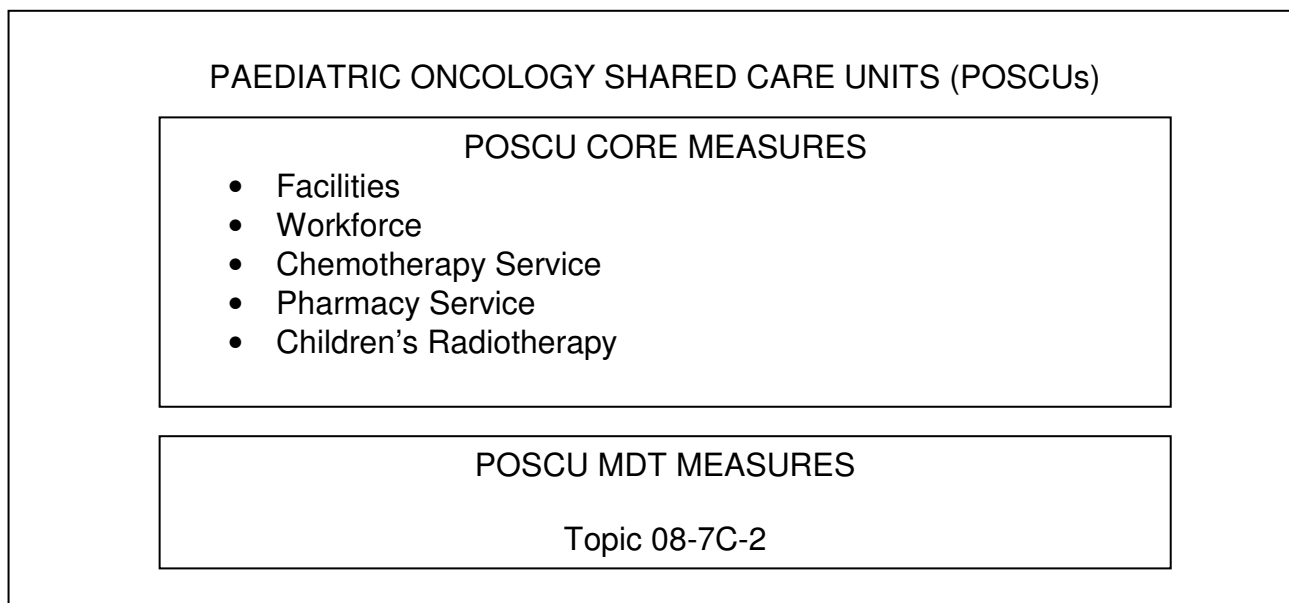 PAEDIATRIC ONCOLOGY SHARED CARE UNITS (POSCUs)
POSCU CORE MEASURES
• Facilities
• Workforce
• Chemotherapy Service
• Pharmacy Service
• Children’s Radiotherapy
POSCU MDT MEASURES
Topic 08-7C-2